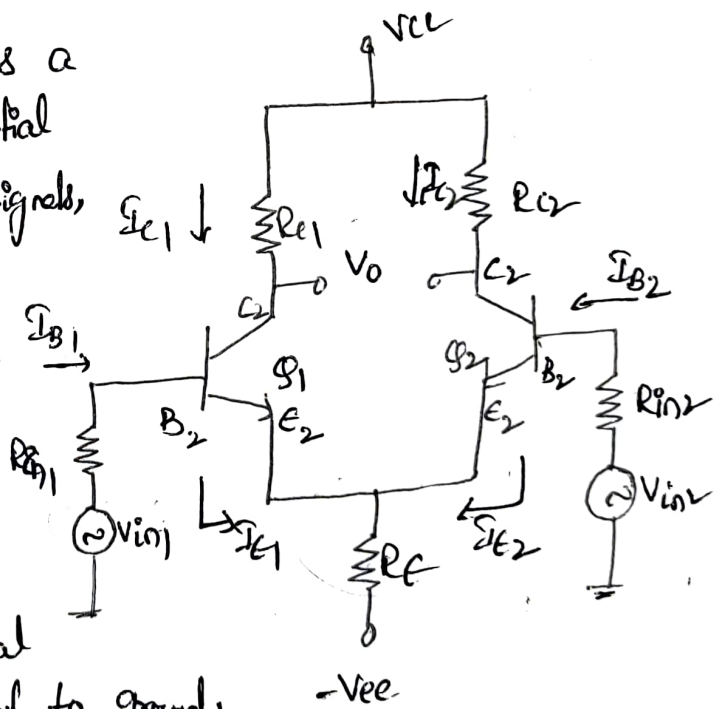 VCC
s a
tial
ignals,
IC1
RC1
IC2
RC2
Vo
C2
C2
IB2
IB1
Q1
Q2
B2
B2
E2
E2
Rin1
Rin2
Vin1
Vin2
IE1
IE2
RE
al
to ground,
-Vee